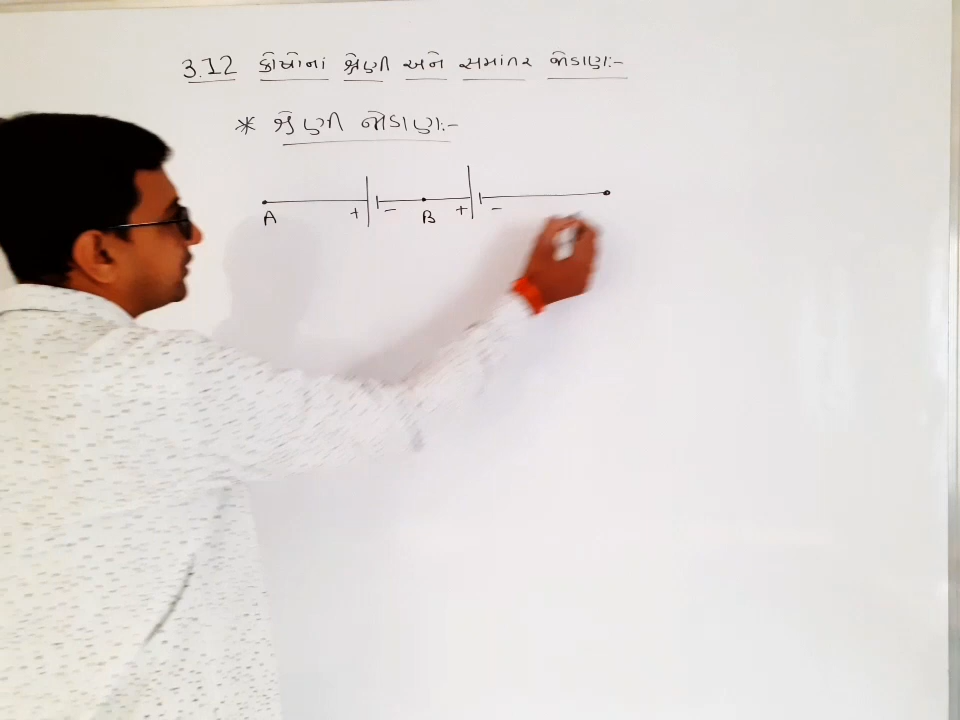 3.12 કોષોનાં શ્રેણી અને સમાંતર જોડાણ:-
* શ્રેણી જોડાણ:-
A + - B + -